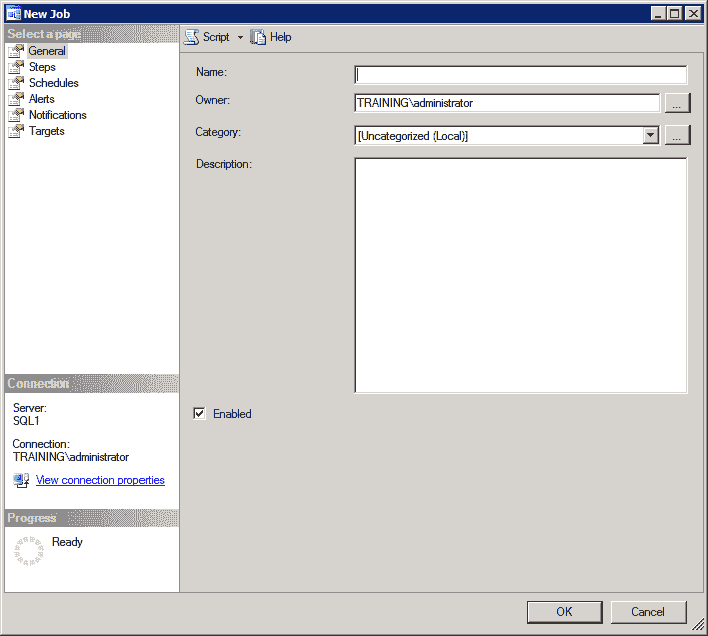 New Job
Select a page
General
Steps
Schedules
Alerts
Notifications
Targets
Connection
Server:
SQL1
Connection:
TRAINING\administrator
View connection properties
Progress
Ready
Script
Help
Name:
Owner:
TRAINING\administrator
...
Category:
[Uncategorized (Local)]
...
Description:
Enabled
OK
Cancel